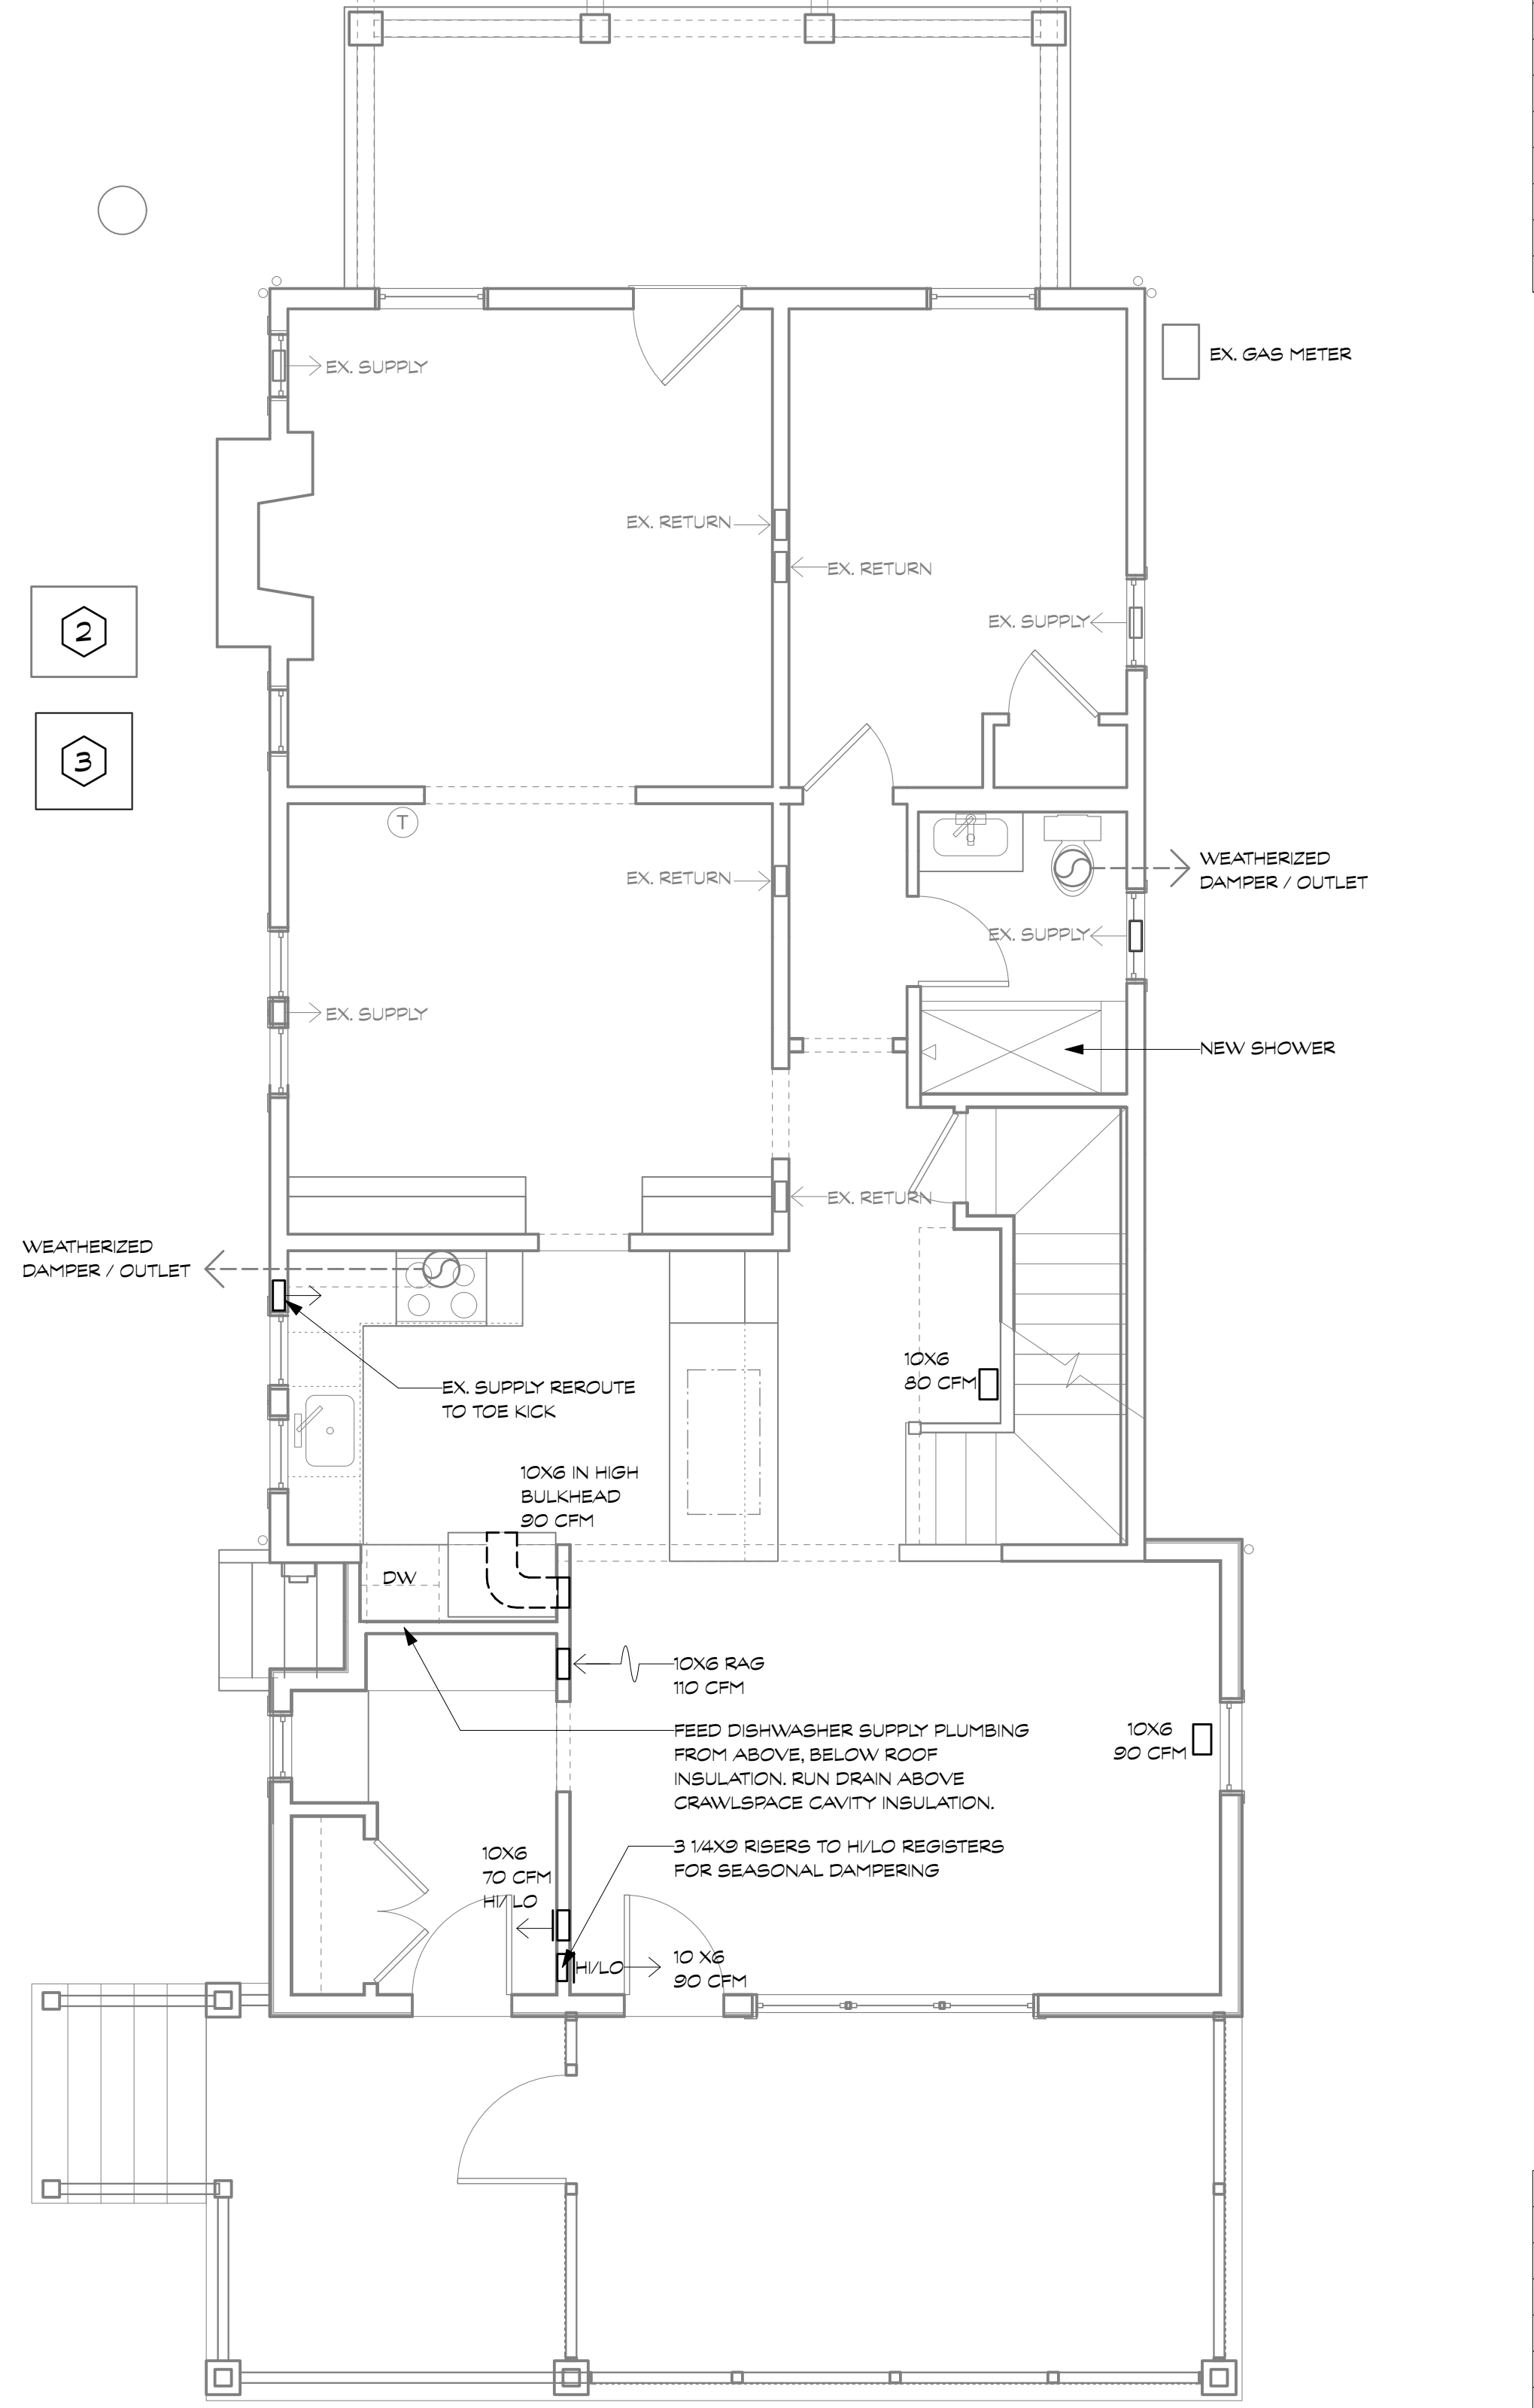 EX. SUPPLY
EX. GAS METER
EX. RETURN
EX. RETURN
2
EX. SUPPLY
3
T
WEATHERIZED
DAMPER / OUTLET
EX. RETURN
EX. SUPPLY
EX. SUPPLY
NEW SHOWER
EX. RETURN
WEATHERIZED
DAMPER / OUTLET
10X6
80 CFM
EX. SUPPLY REROUTE
TO TOE KICK
10X6 IN HIGH
BULKHEAD
90 CFM
DW
10X6 RAG
110 CFM
FEED DISHWASHER SUPPLY PLUMBING
FROM ABOVE, BELOW ROOF
INSULATION. RUN DRAIN ABOVE
CRAWLSPACE CAVITY INSULATION.
10X6
90 CFM
3 1/4X9 RISERS TO HI/LO REGISTERS
FOR SEASONAL DAMPERING
10X6
70 CFM
HI/LO
HI/LO
10 X6
90 CFM